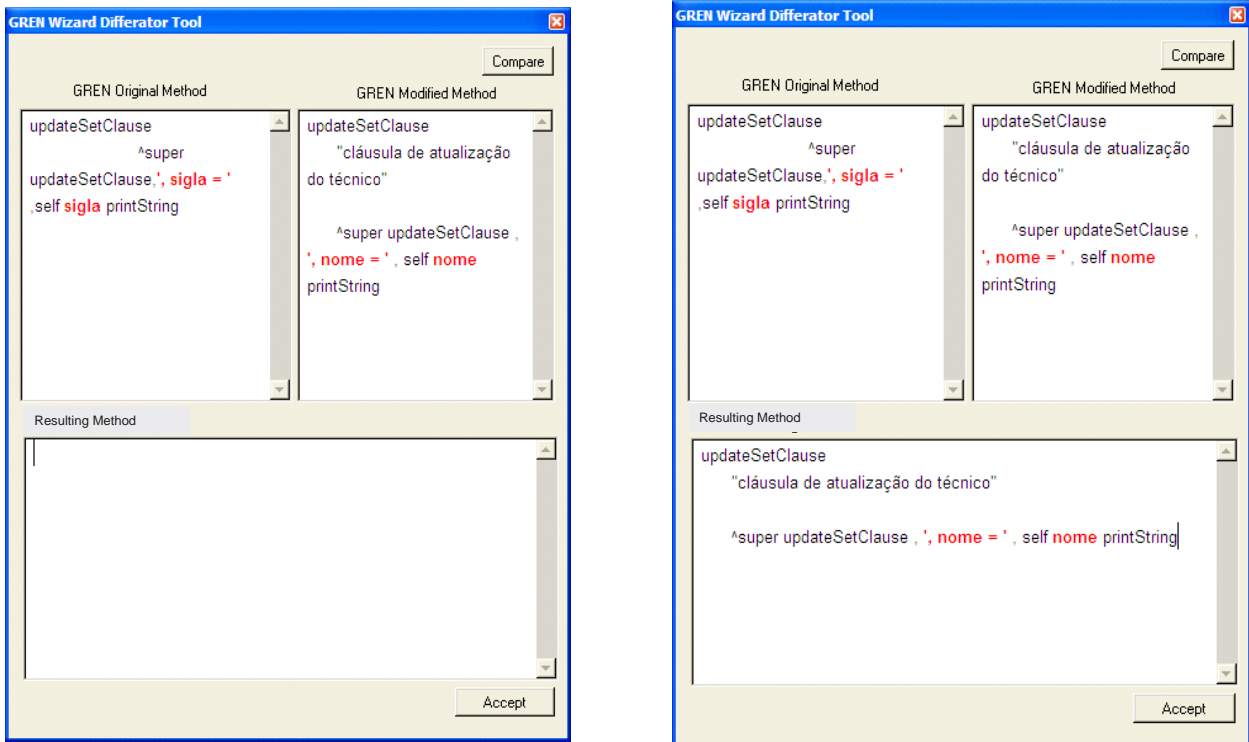 GREN Wizard Differator Tool
Compare
GREN Original Method
GREN Modified Method
updateSetClause
^super
updateSetClause,', sigla = '
,self sigla printString
updateSetClause
"cláusula de atualização
do técnico"
^super updateSetClause ,
', nome = ' , self nome
printString
Resulting Method
Accept
GREN Wizard Differator Tool
Compare
GREN Original Method
GREN Modified Method
updateSetClause
^super
updateSetClause,', sigla = '
,self sigla printString
updateSetClause
"cláusula de atualização
do técnico"
^super updateSetClause ,
', nome = ' , self nome
printString
Resulting Method
updateSetClause
"cláusula de atualização do técnico"
^super updateSetClause , ', nome = ' , self nome printString
Accept